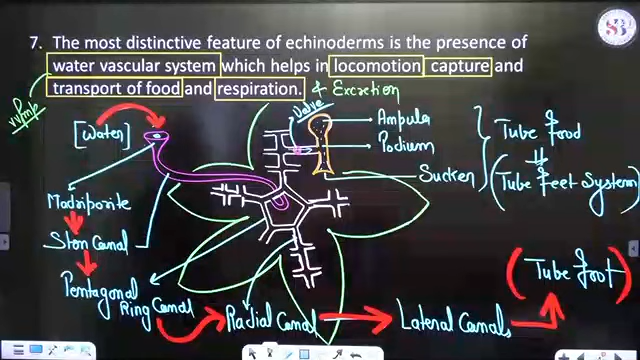 7. The most distinctive feature of echinoderms is the presence of
water vascular system which helps in locomotion, capture and
transport of food and respiration. & Excretion
VVImp
Valve
[Water]
Ampula
Podium
Sucker
Tube food
(Tube feet System)
Madriporite
Ston Canal
Pentagonal
Ring Canal
Radial Canal
Lateral Canals
(Tube foot)